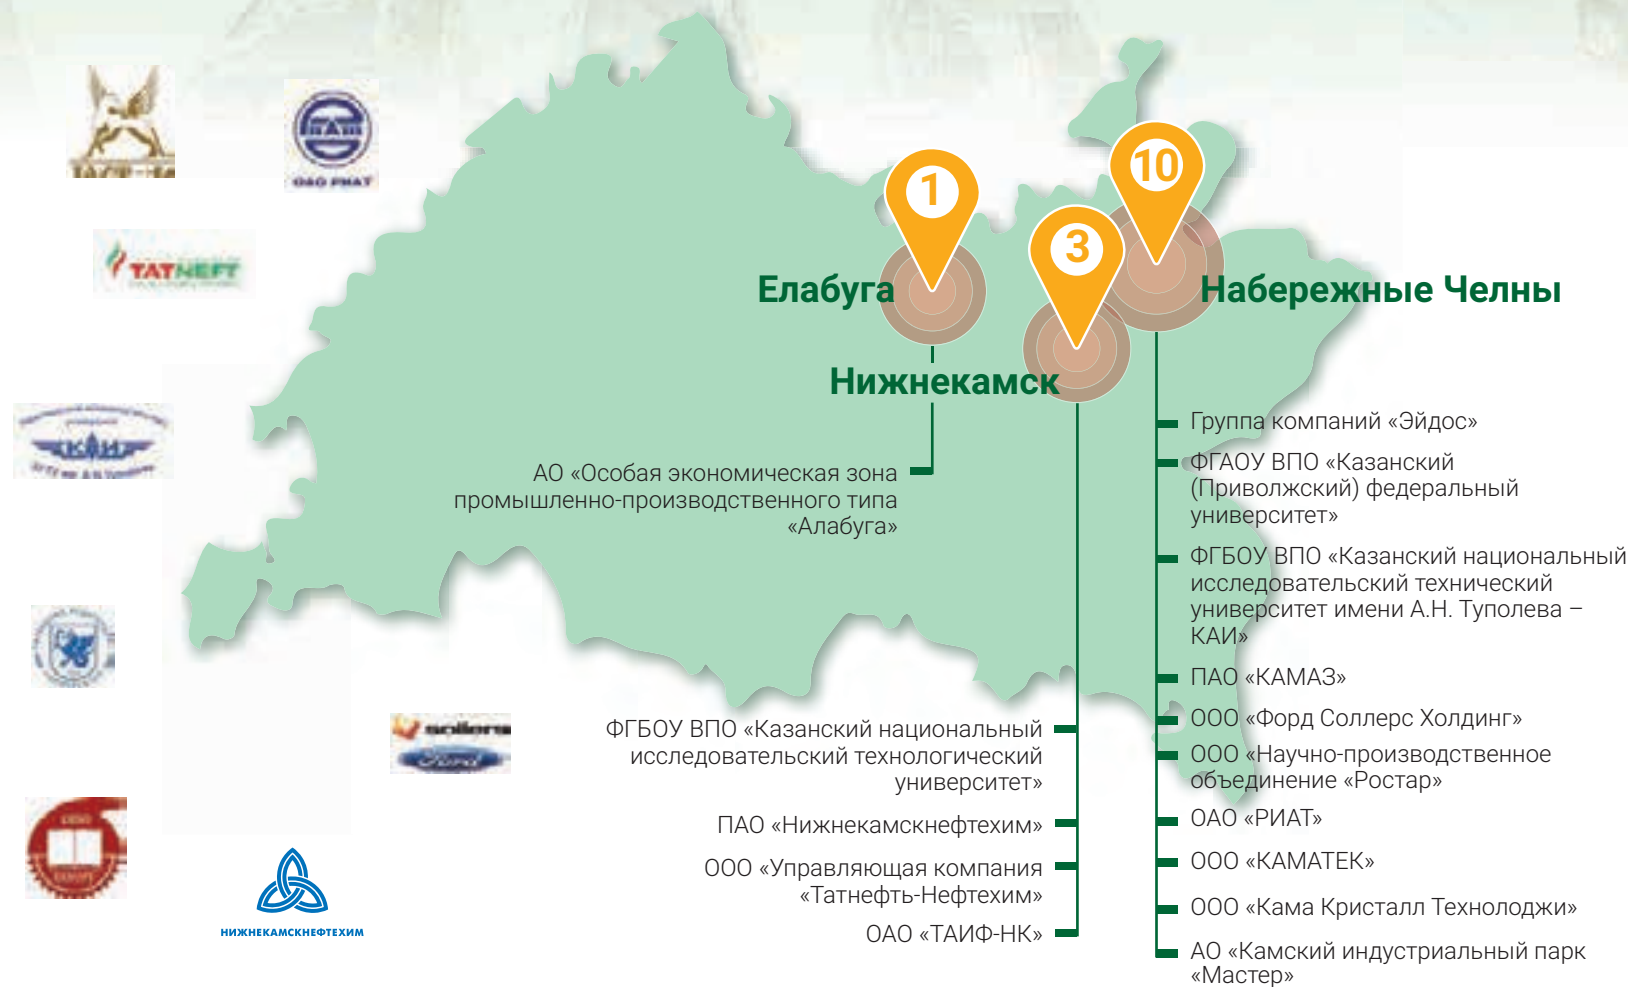 ОАО РИАТ
TATNEFT
КАИ
sollers
Ford
НИЖНЕКАМСКНЕФТЕХИМ
1
3
10
Елабуга
Нижнекамск
Набережные Челны
АО «Особая экономическая зона
промышленно-производственного типа
«Алабуга»
ФГБОУ ВПО «Казанский национальный
исследовательский технологический
университет»
ПАО «Нижнекамскнефтехим»
ООО «Управляющая компания
«Татнефть-Нефтехим»
ОАО «ТАИФ-НК»
Группа компаний «Эйдос»
ФГАОУ ВПО «Казанский
(Приволжский) федеральный
университет»
ФГБОУ ВПО «Казанский национальный
исследовательский технический
университет имени А.Н. Туполева –
КАИ»
ПАО «КАМАЗ»
ООО «Форд Соллерс Холдинг»
ООО «Научно-производственное
объединение «Ростар»
ОАО «РИАТ»
ООО «КАМАТЕК»
ООО «Кама Кристалл Технолоджи»
АО «Камский индустриальный парк
«Мастер»